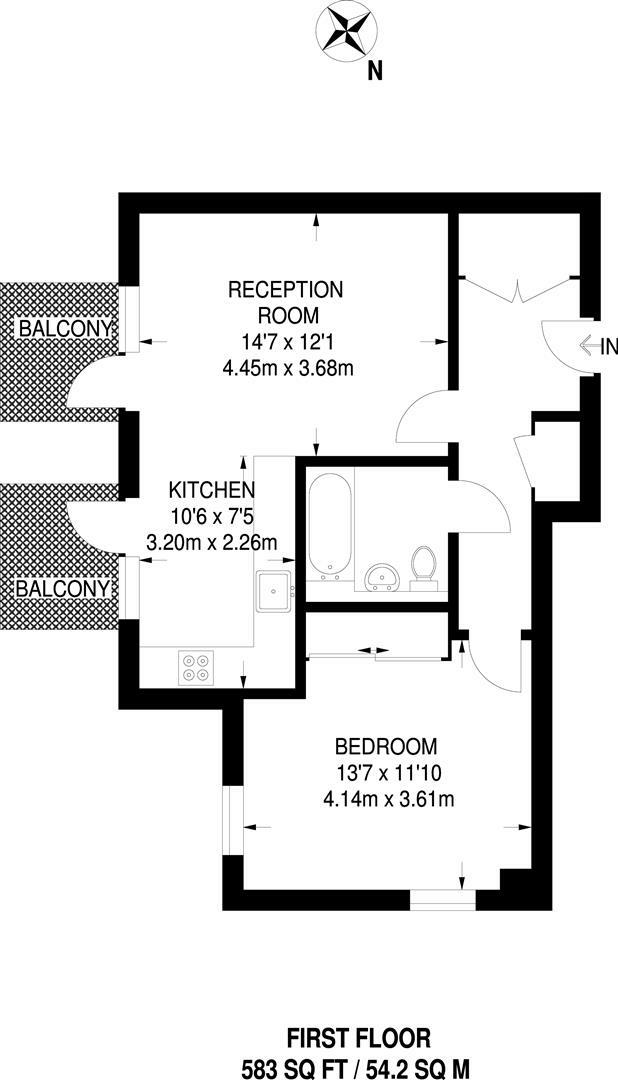 N
RECEPTION
ROOM
14'7 x 12'1
4.45m x 3.68m
BALCONY
IN
KITCHEN
10'6 x 7'5
3.20m x 2.26m
BALCONY
BEDROOM
13'7 x 11'10
4.14m x 3.61m
FIRST FLOOR
583 SQ FT / 54.2 SQ M